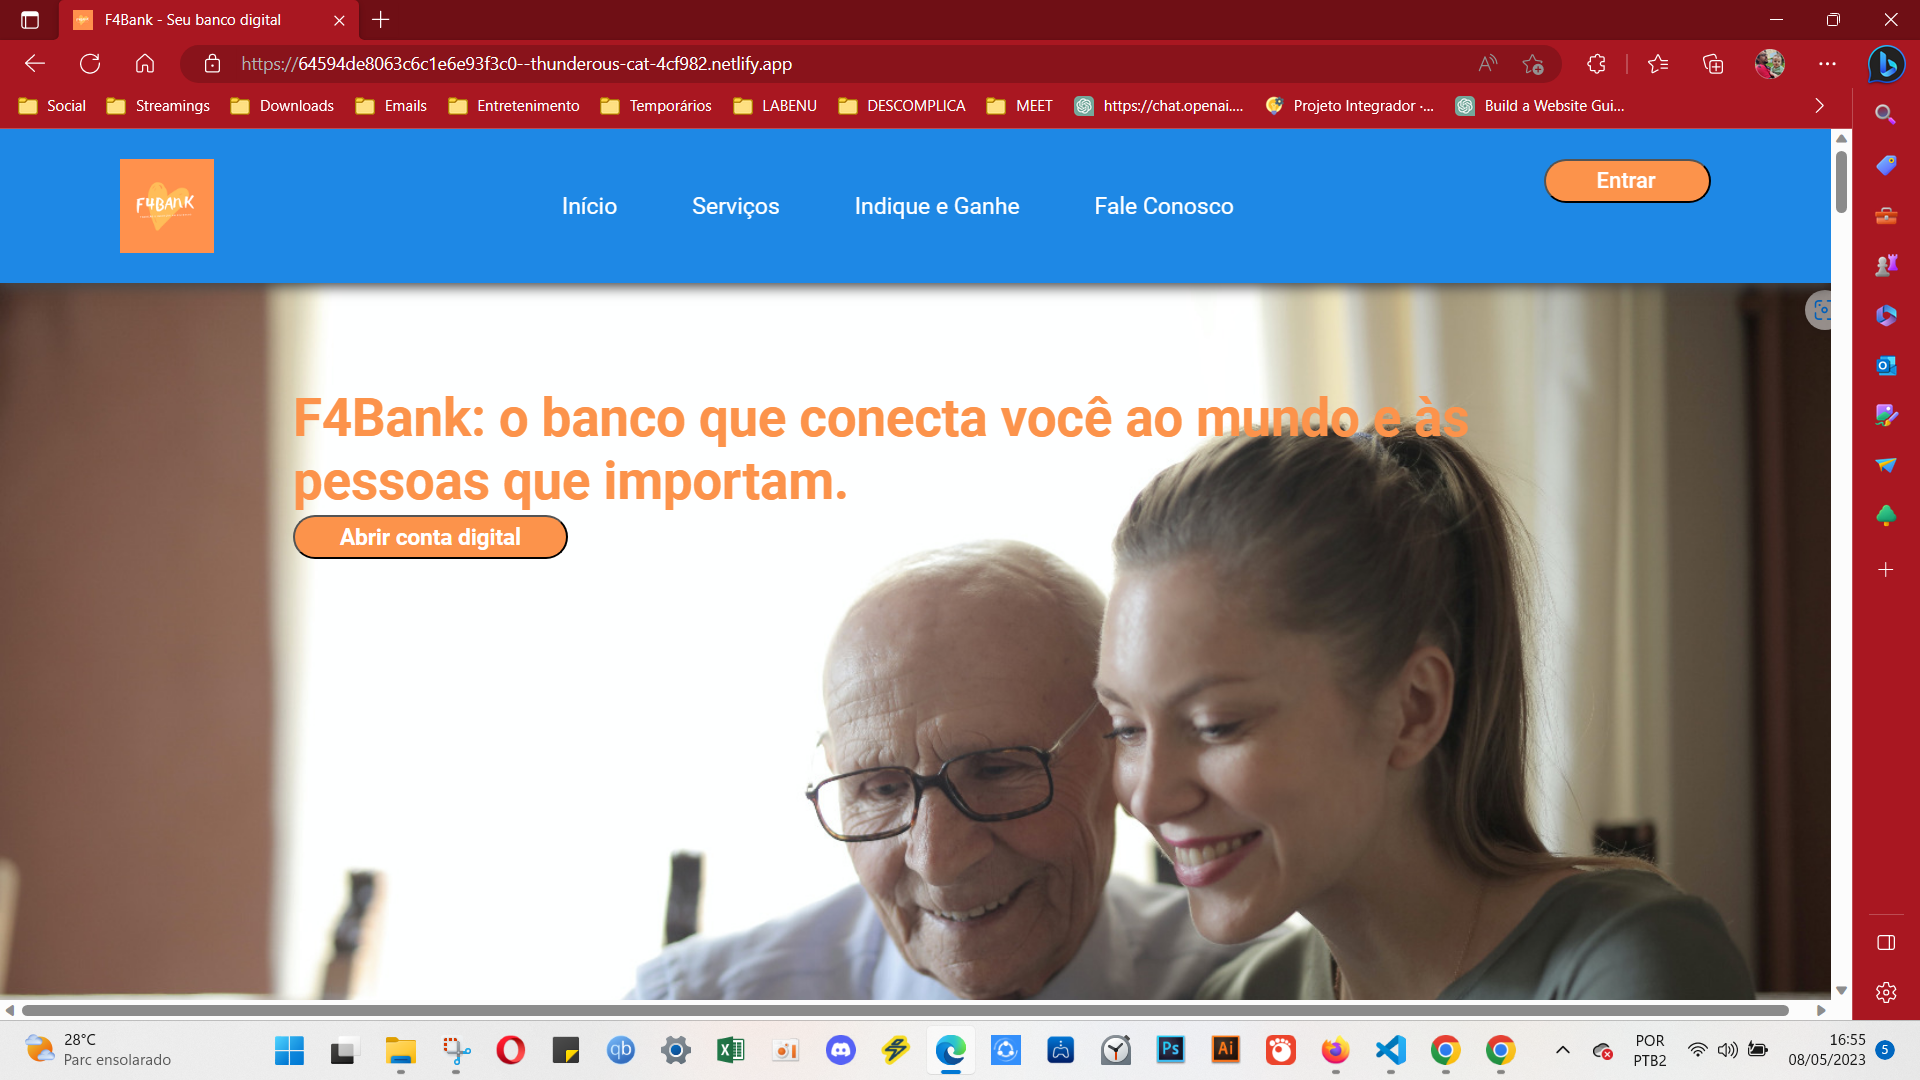 F4Bank - Seu banco digital
https://64594de8063c6c1e6e93f3c0--thunderous-cat-4cf982.netlify.app
Social
Streamings
Downloads
Emails
Entretenimento
Temporários
LABENU
DESCOMPLICA
MEET
https://chat.openai....
Projeto Integrador ·...
Build a Website Gui...
F4BANK
Início
Serviços
Indique e Ganhe
Fale Conosco
Entrar
F4Bank: o banco que conecta você ao mundo e às
pessoas que importam.
Abrir conta digital
28°C
Parc ensolarado
qb
Ps
Ai
POR
PTB2
16:55
08/05/2023
5